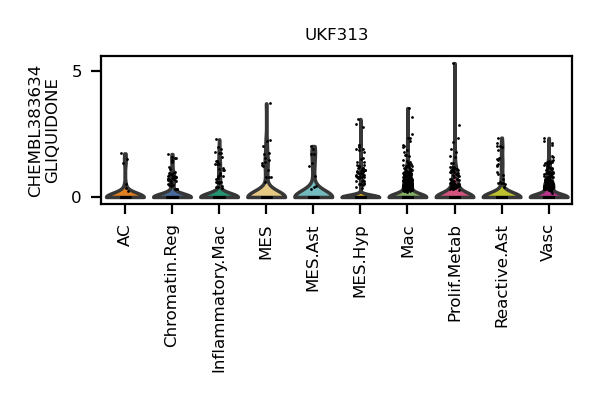 UKF313
CHEMBL383634
GLIQUIDONE
5
0
AC
Chromatin.Reg
Inflammatory.Mac
MES
MES.Ast
MES.Hyp
Mac
Prolif.Metab
Reactive.Ast
Vasc